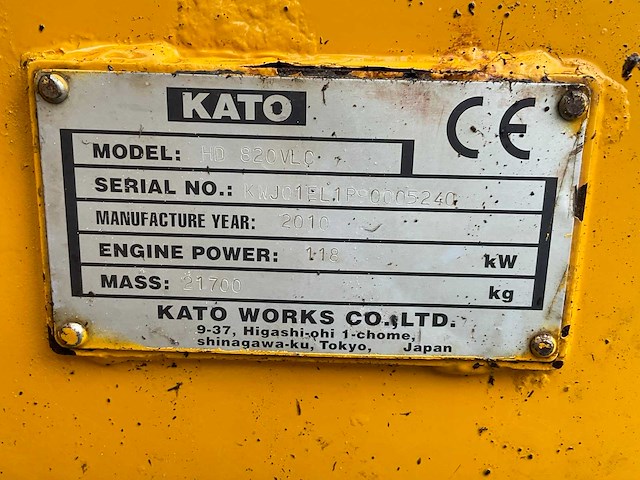 KATO
CE
MODEL: HD 820VLC
SERIAL NO.:
MANUFACTURE YEAR: 2010
ENGINE POWER: 118 kW
MASS: 21700 kg
KATO WORKS CO.,LTD.
9-37, Higashi-ohi 1-chome,
shinagawa-ku, Tokyo, Japan